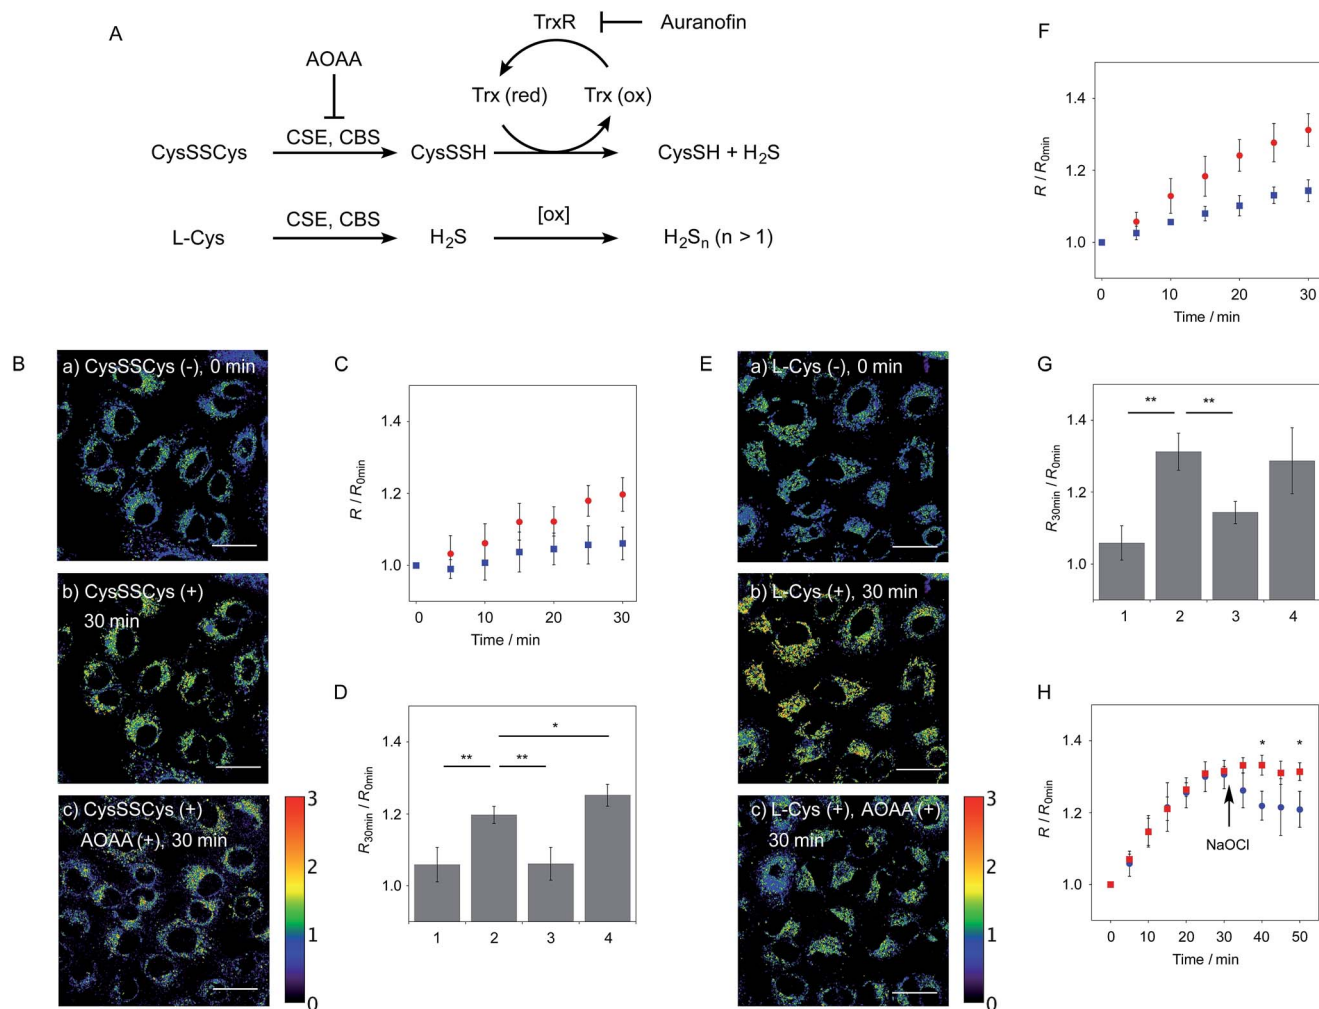 A
TrxR
Auranofin
AOAA
Trx (red)
Trx (ox)
CysSSCys
CSE, CBS
CysSSH
CysSH + H₂S
L-Cys
CSE, CBS
H₂S
[ox]
H₂Sₙ (n > 1)
B
a) CysSSCys (-), 0 min
b) CysSSCys (+)
30 min
c) CysSSCys (+)
AOAA (+), 30 min
3
2
1
0
C
R / R0min
1.4
1.2
1.0
0 10 20 30
Time / min
D
R30min / R0min
1.4
1.2
1.0
**
**
*
1 2 3 4
E
a) L-Cys (-), 0 min
b) L-Cys (+), 30 min
c) L-Cys (+), AOAA (+)
30 min
3
2
1
0
F
R / R0min
1.4
1.2
1.0
0 10 20 30
Time / min
G
R30min / R0min
1.4
1.2
1.0
**
**
1 2 3 4
H
R / R0min
1.4
1.2
1.0
*
*
NaOCl
0 10 20 30 40 50
Time / min